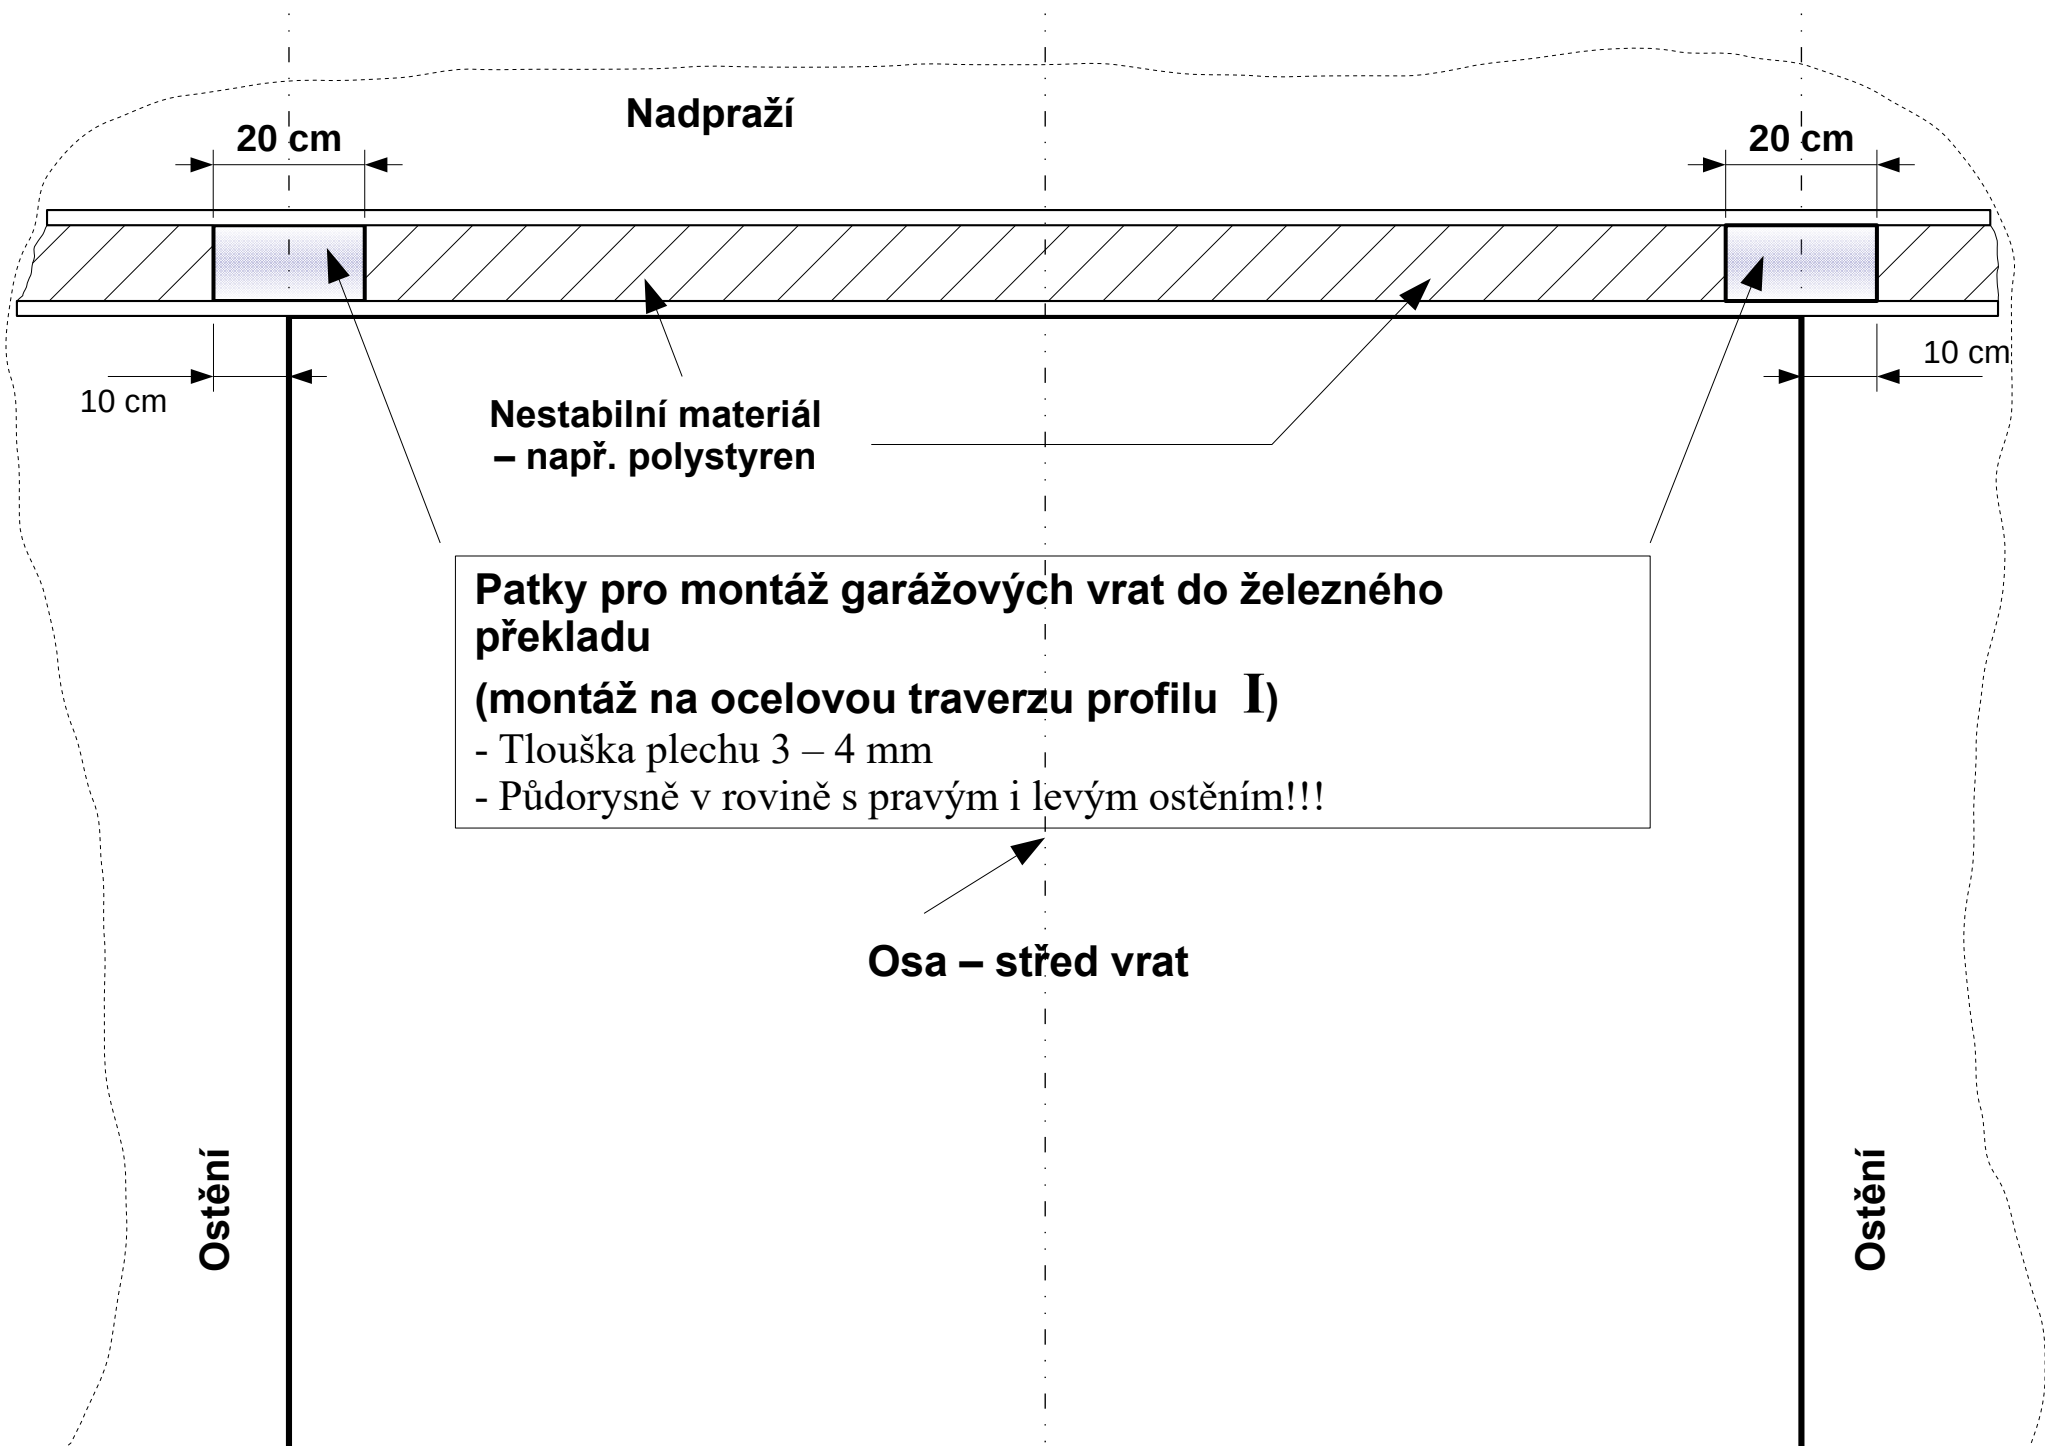 Nadpraží
20 cm
20 cm
10 cm
10 cm
Nestabilní materiál
– např. polystyren
Patky pro montáž garážových vrat do železného
překladu
(montáž na ocelovou traverzu profilu I)
- Tlouška plechu 3 – 4 mm
- Půdorysně v rovině s pravým i levým ostěním!!!
Osa – střed vrat
Ostění
Ostění